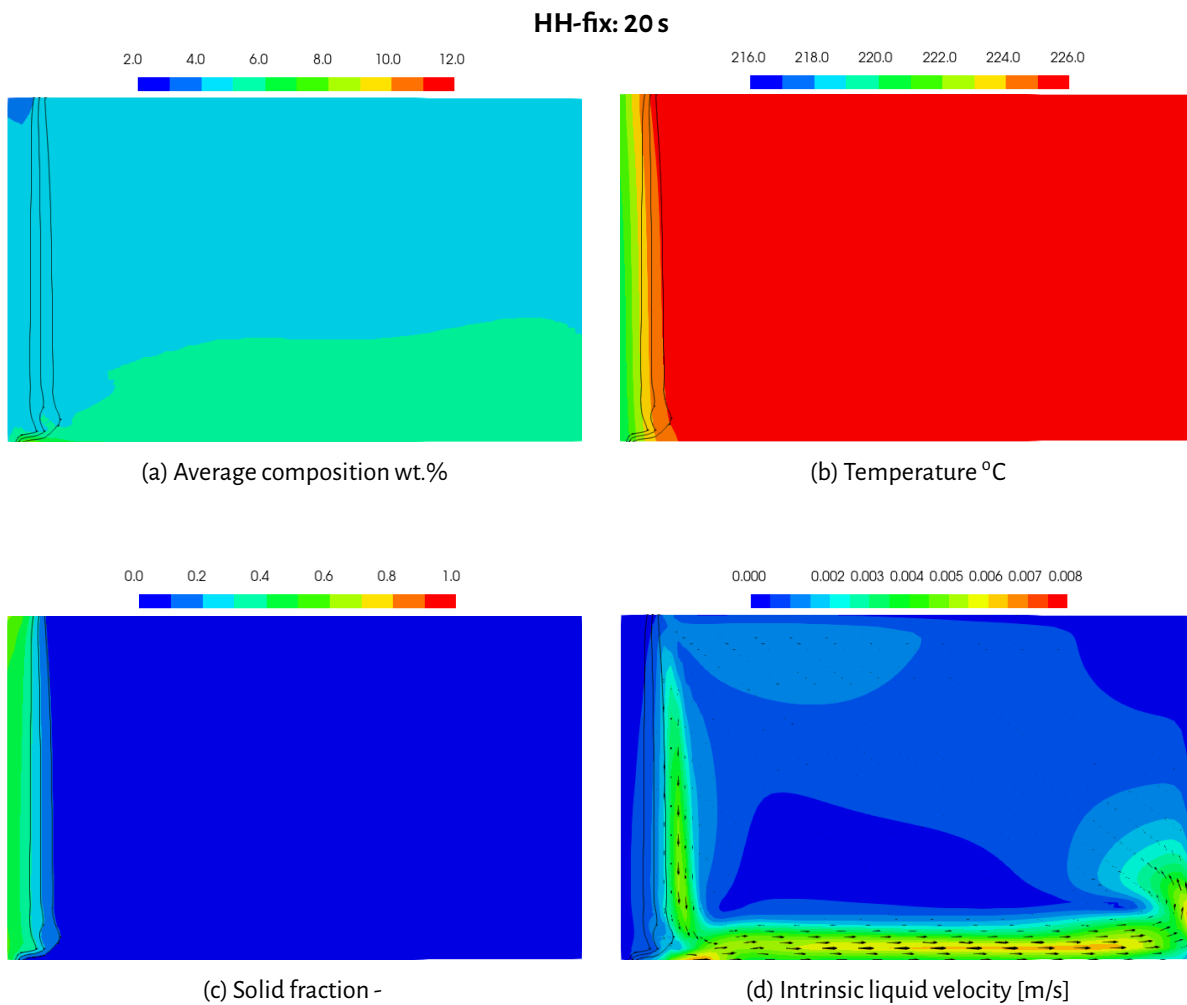 HH-fix: 20 s
2.0 4.0 6.0 8.0 10.0 12.0
216.0 218.0 220.0 222.0 224.0 226.0
(a) Average composition wt.%
(b) Temperature ºC
0.0 0.2 0.4 0.6 0.8 1.0
0.000 0.002 0.003 0.004 0.005 0.006 0.007 0.008
(c) Solid fraction -
(d) Intrinsic liquid velocity [m/s]